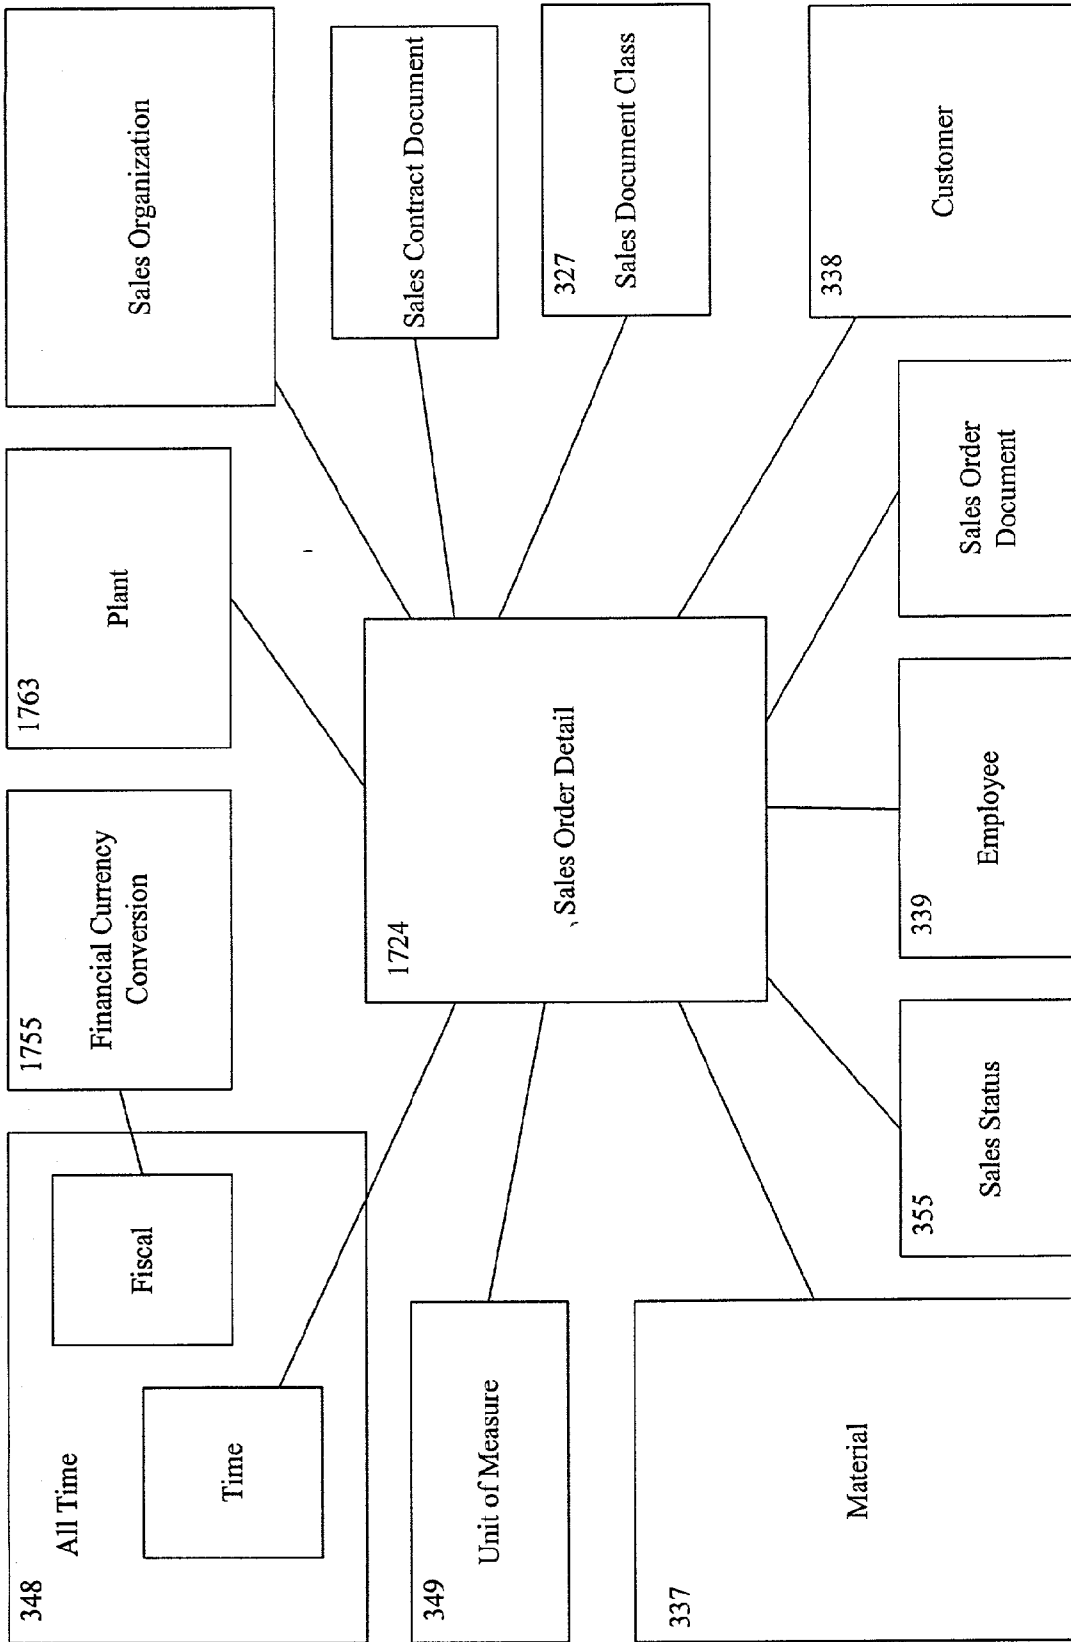 348
All Time
Time
Fiscal
1755
Financial Currency
Conversion
1763
Plant
Sales Organization
349
Unit of Measure
1724
Sales Order Detail
Sales Contract Document
327
Sales Document Class
337
Material
355
Sales Status
339
Employee
Sales Order
Document
338
Customer